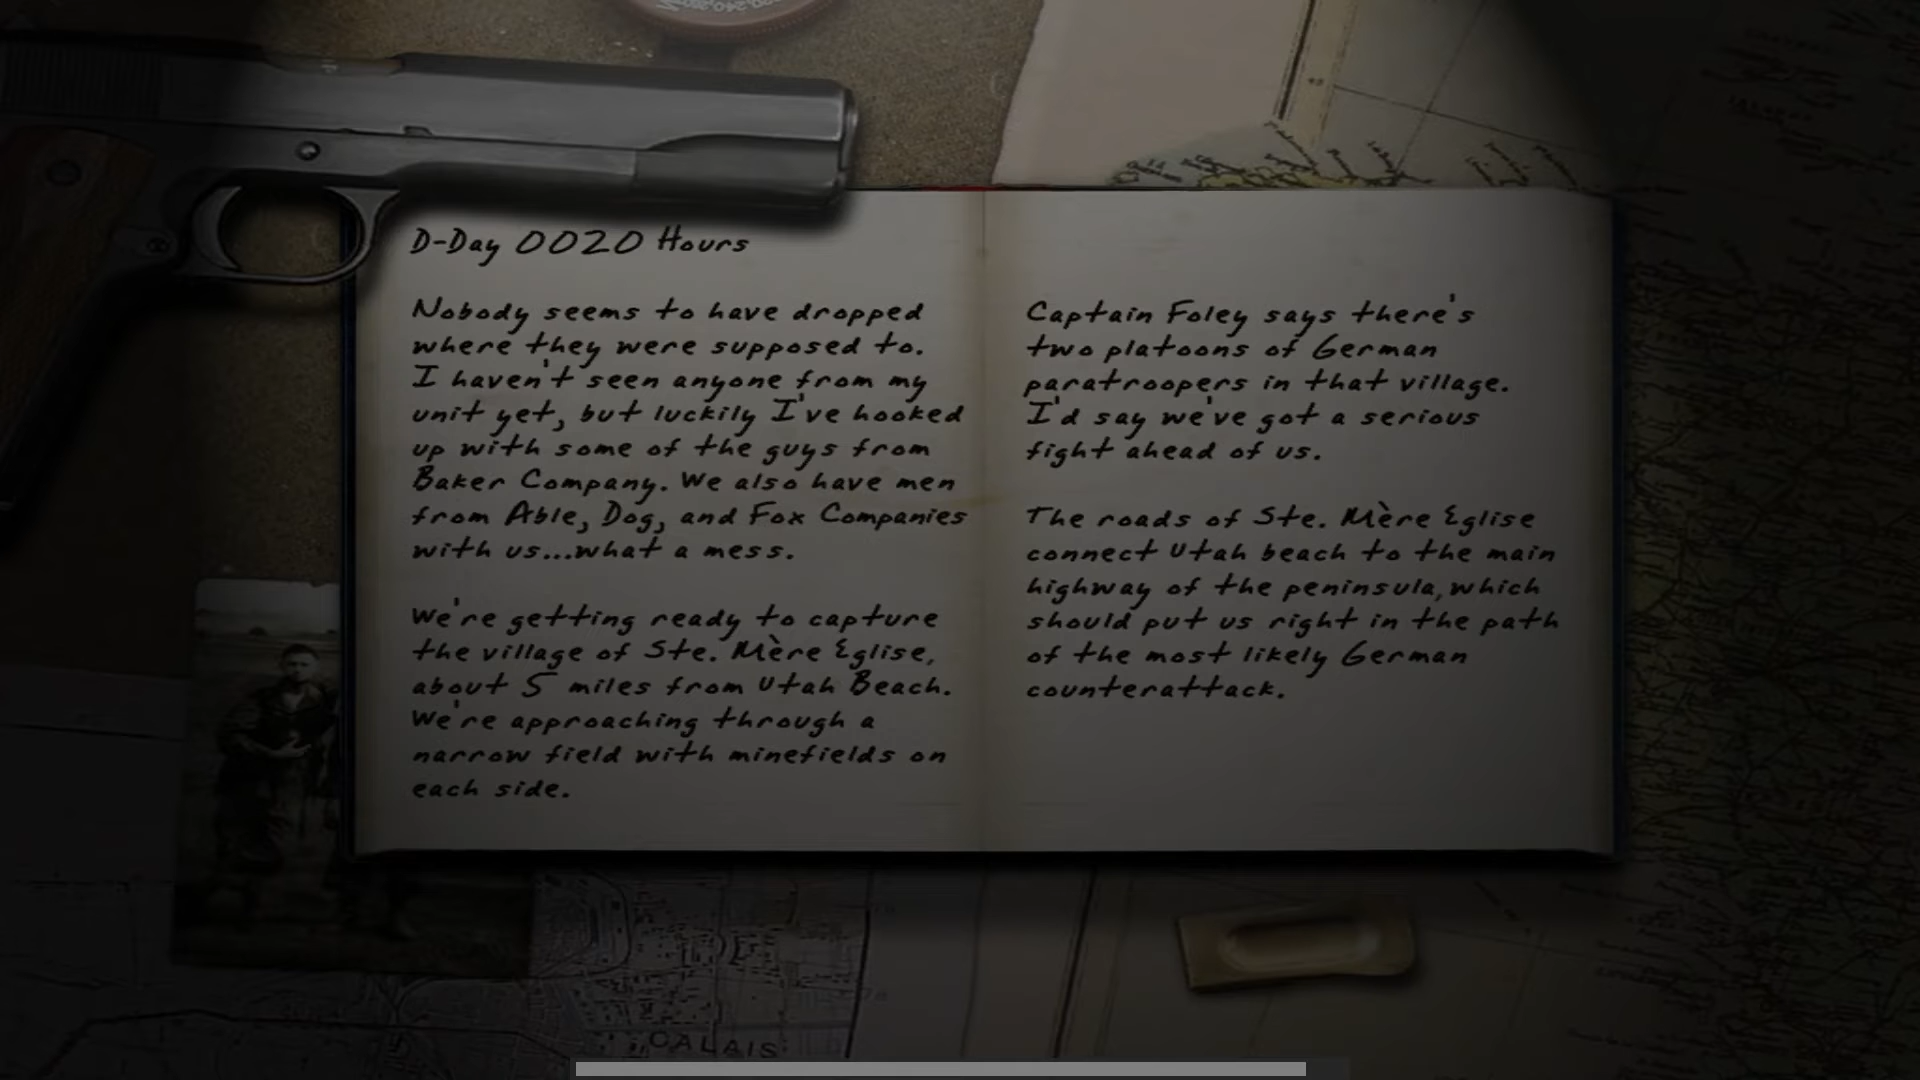 D-Day 0020 Hours
Nobody seems to have dropped
where they were supposed to.
I haven't seen anyone from my
unit yet, but luckily I've hooked
up with some of the guys from
Baker Company. We also have men
from Able, Dog, and Fox Companies
with us...what a mess.
We're getting ready to capture
the village of Ste. Mère Eglise,
about 5 miles from Utah Beach.
We're approaching through a
narrow field with minefields on
each side.
Captain Foley says there's
two platoons of German
paratroopers in that village.
I'd say we've got a serious
fight ahead of us.
The roads of Ste. Mère Eglise
connect Utah beach to the main
highway of the peninsula, which
should put us right in the path
of the most likely German
counterattack.
CALAIS